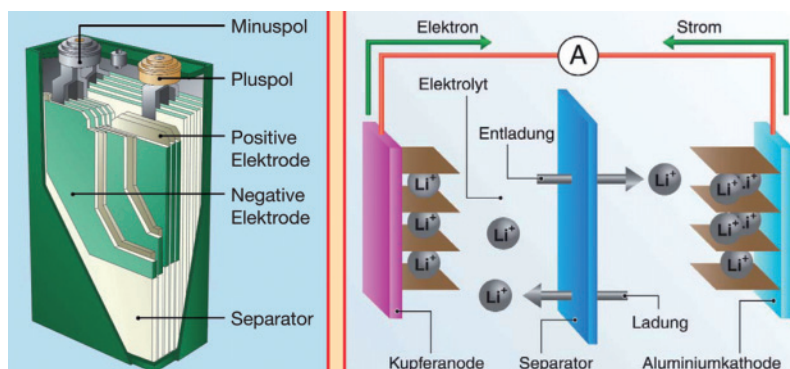 Minuspol
Pluspol
Positive
Elektrode
Negative
Elektrode
Separator
Elektron
Strom
A
Elektrolyt
Entladung
Li+
Li+
Li+
Li+
Li+
Li+
Li+
.i+
Li+
.i+
Li+
Li+
Ladung
Kupferanode
Separator
Aluminiumkathode